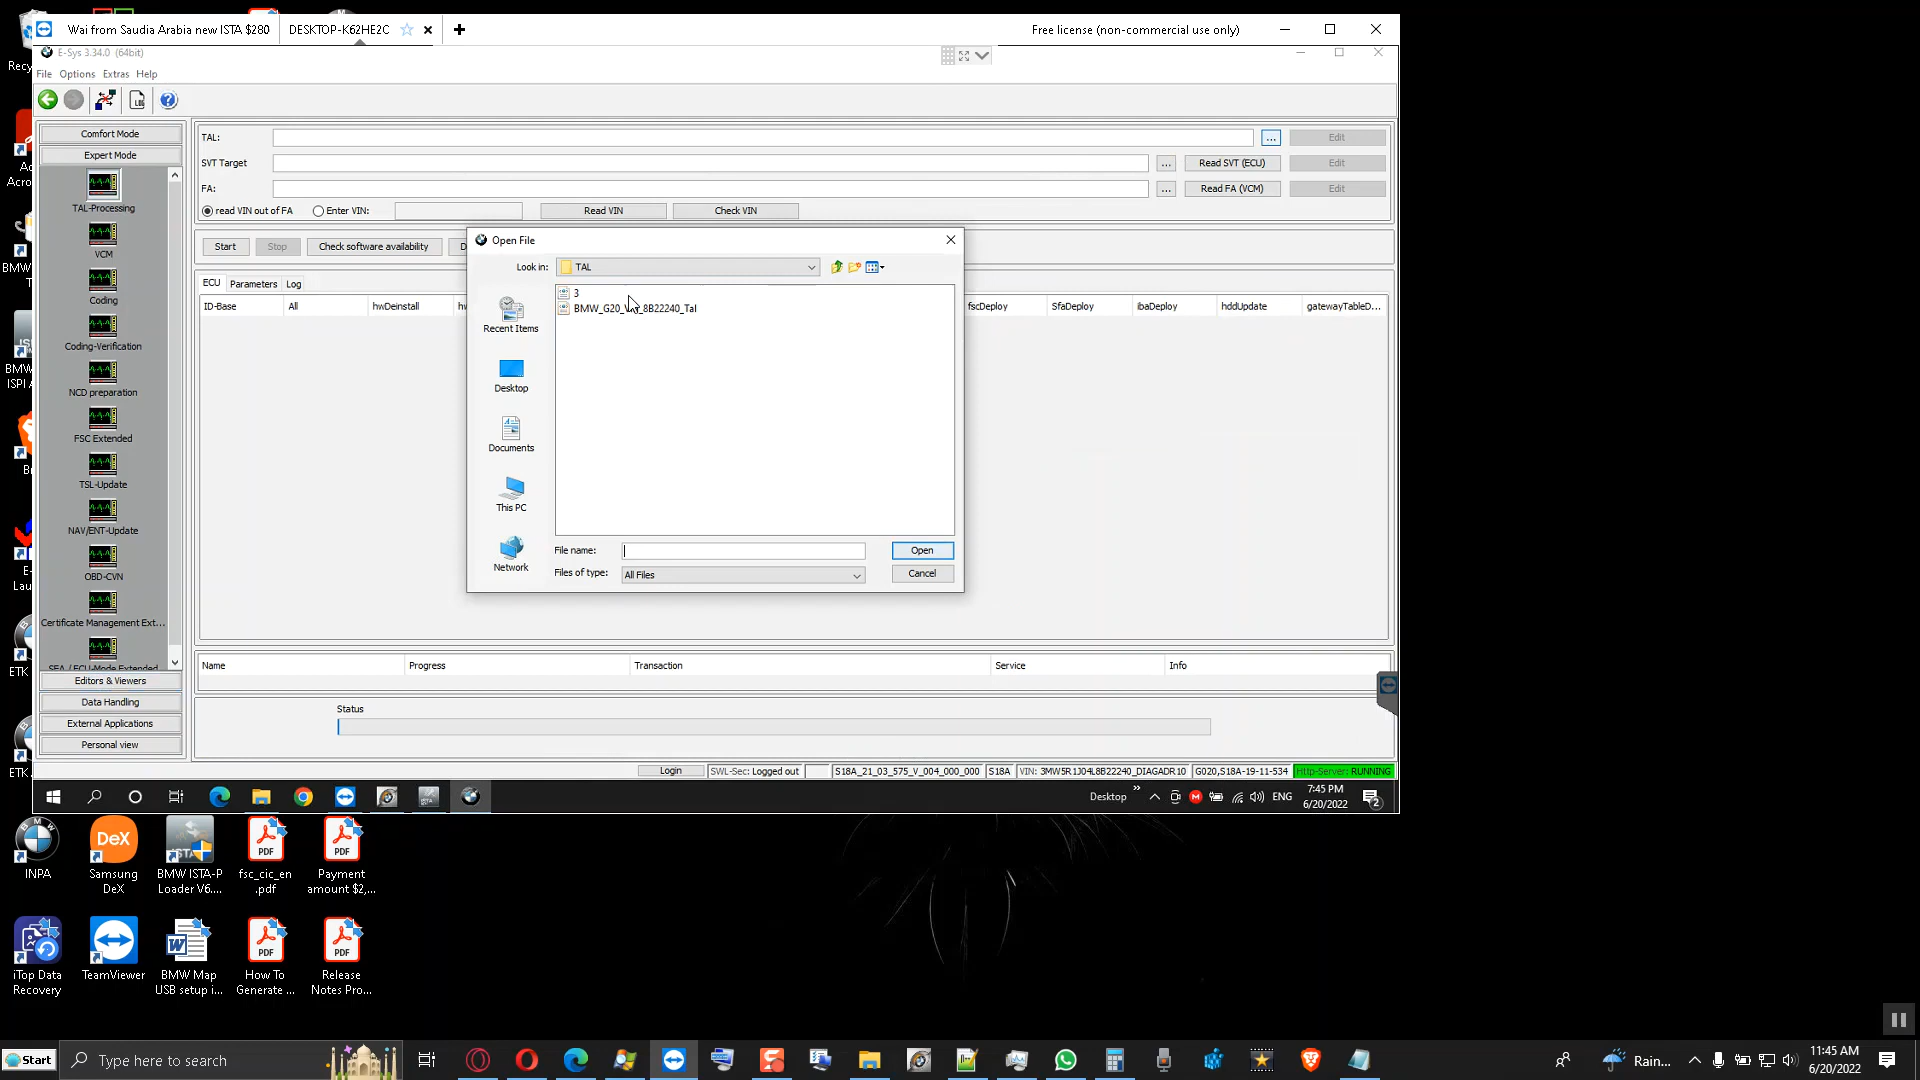 Wai from Saudia Arabia new ISTA $280
DESKTOP-K62HE2C
Free license (non-commercial use only)
E-Sys 3.34.0 (64bit)
File Options Extras Help
Comfort Mode
Expert Mode
TAL-Processing
VCM
Coding
Coding-Verification
NCD preparation
FSC Extended
TSL-Update
NAV/ENT-Update
OBD-CVN
Certificate Management Ext...
Editors & Viewers
Data Handling
External Applications
Personal view
TAL:
... Edit
SVT Target
... Read SVT (ECU) Edit
FA:
... Read FA (VCM) Edit
read VIN out of FA Enter VIN: Read VIN Check VIN
Start Stop Check software availability
ECU Parameters Log
ID-Base All hwDeinstall fscDeploy SfaDeploy ibaDeploy hddUpdate gatewayTableD...
Open File
Look in: TAL
3
BMW_G20_
8B22240_Tal
Recent Items
Desktop
Documents
This PC
Network
File name:
Open
Files of type: All Files
Cancel
Name Progress Transaction Service Info
Status
Login SWL-Sec: Logged out S18A_21_03_575_V_004_000_000 S18A VIN: 3MW5R1J04L8B22240_DIAGADR10 G020,S18A-19-11-534 Http-Server: RUNNING
Desktop ENG 7:45 PM
6/20/2022
2
INPA
Samsung DeX
BMW ISTA-P Loader V6....
fsc_cic_en .pdf
Payment amount $2,...
iTop Data Recovery
TeamViewer
BMW Map USB setup i...
How To Generate ...
Release Notes Pro...
Start
Type here to search
Rain...
11:45 AM
6/20/2022